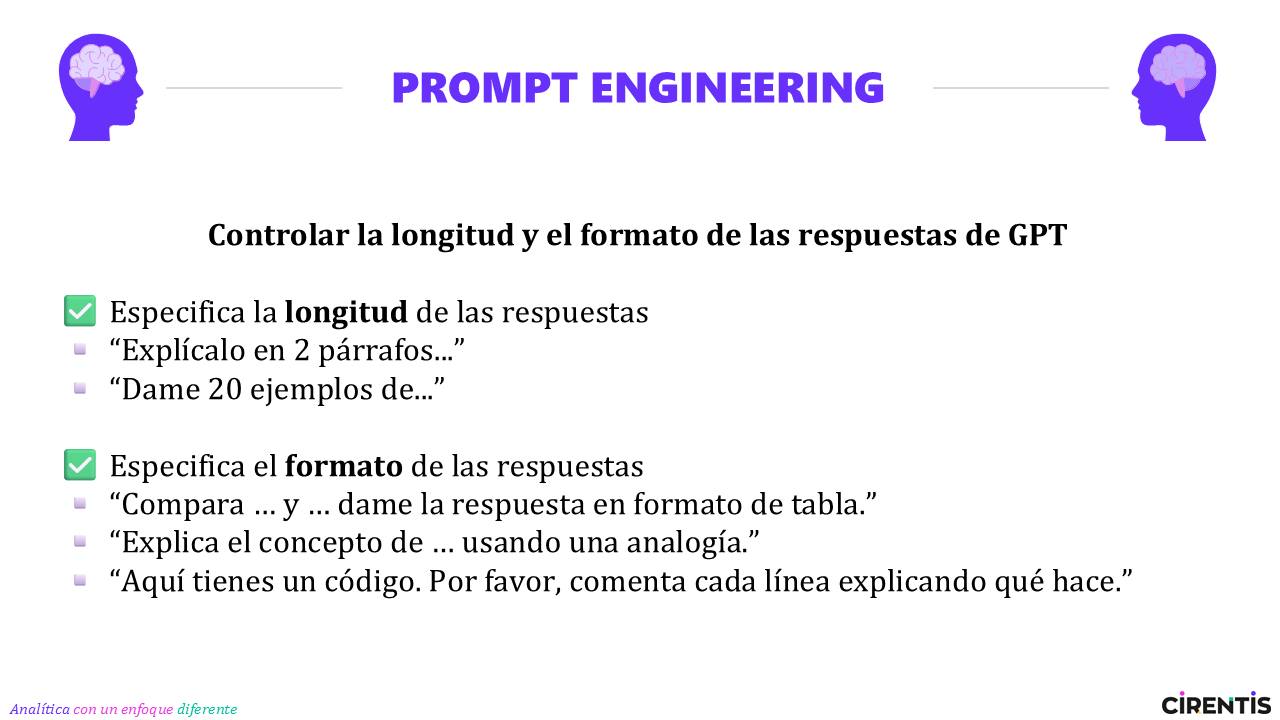 PROMPT ENGINEERING
Controlar la longitud y el formato de las respuestas de GPT
✅ Especifica la longitud de las respuestas
▪ “Explícalo en 2 párrafos...”
▪ “Dame 20 ejemplos de...”
✅ Especifica el formato de las respuestas
▪ “Compara … y … dame la respuesta en formato de tabla.”
▪ “Explica el concepto de … usando una analogía.”
▪ “Aquí tienes un código. Por favor, comenta cada línea explicando qué hace.”
Analítica con un enfoque diferente
CIRENTIS